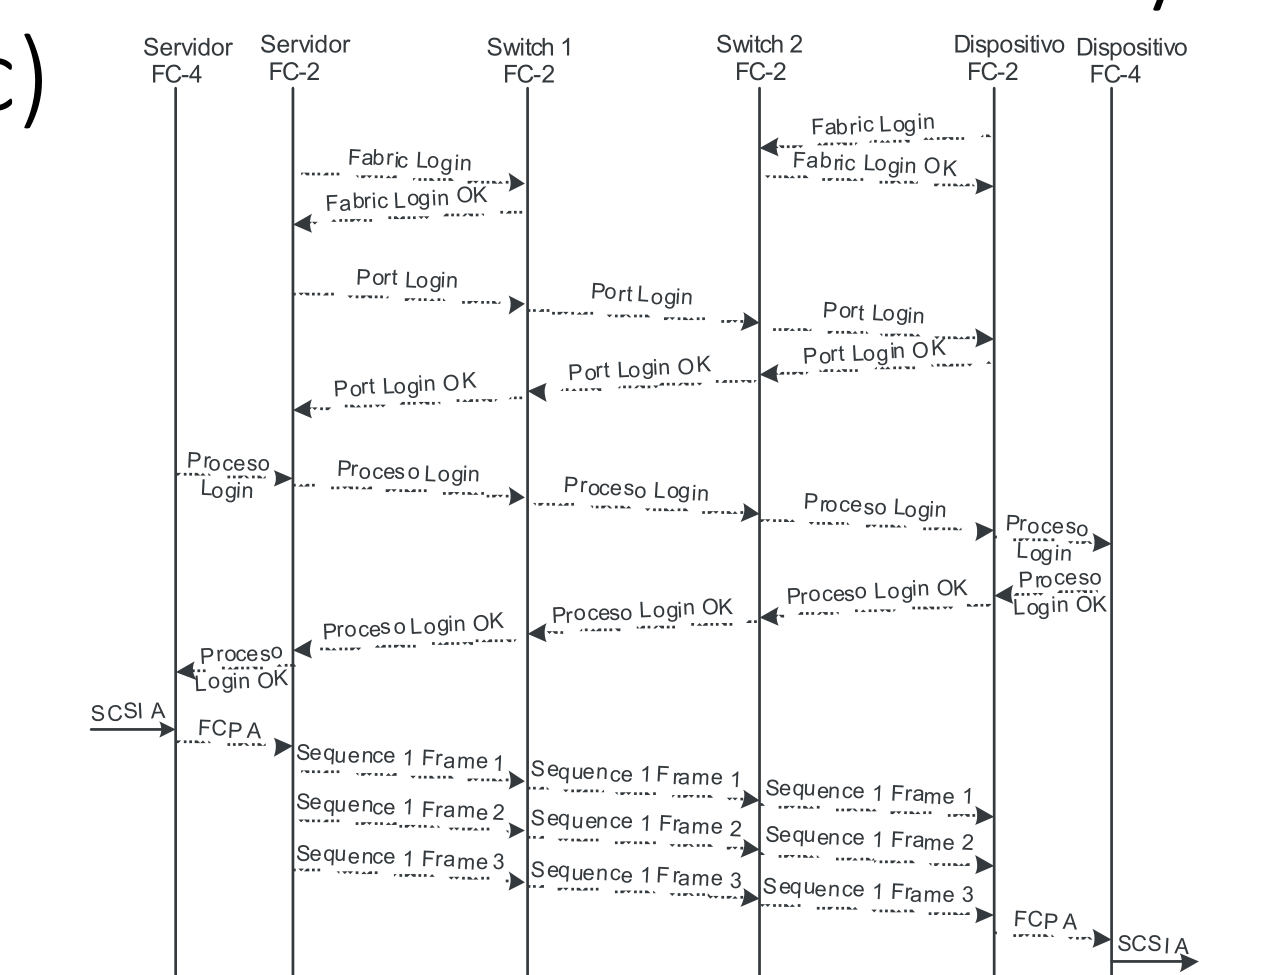 c)
Servidor FC-4
Servidor FC-2
Switch 1 FC-2
Switch 2 FC-2
Dispositivo FC-2
Dispositivo FC-4
Fabric Login
Fabric Login OK
Fabric Login
Fabric Login OK
Port Login
Port Login
Port Login
Port Login OK
Port Login OK
Port Login OK
Proceso Login
Proceso Login
Proceso Login
Proceso Login
Proceso Login
Proceso Login OK
Proceso Login OK
Proceso Login OK
Proceso Login OK
Proceso Login OK
SCSI A
FCP A
Sequence 1 Frame 1
Sequence 1 Frame 1
Sequence 1 Frame 1
Sequence 1 Frame 2
Sequence 1 Frame 2
Sequence 1 Frame 2
Sequence 1 Frame 3
Sequence 1 Frame 3
Sequence 1 Frame 3
FCP A
SCSI A